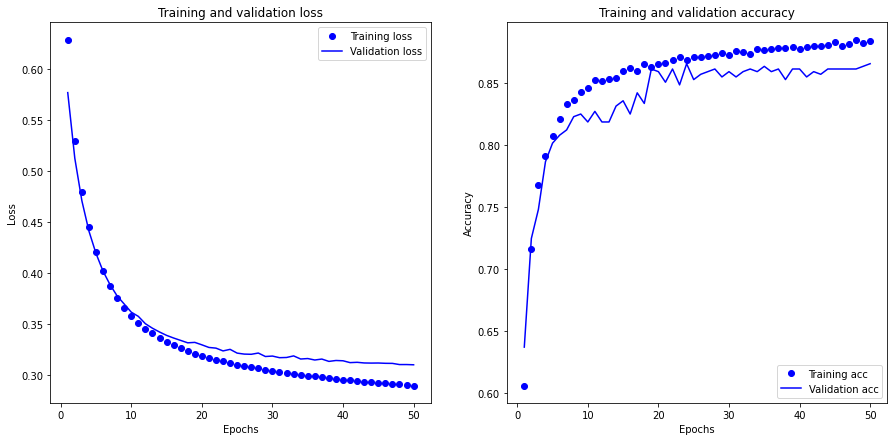 Training and validation loss
Training loss
Validation loss
0.60
0.55
0.50
0.45
0.40
0.35
0.30
Loss
0
10
20
30
40
50
Epochs
Training and validation accuracy
0.85
0.80
0.75
0.70
0.65
0.60
Accuracy
Training acc
Validation acc
0
10
20
30
40
50
Epochs